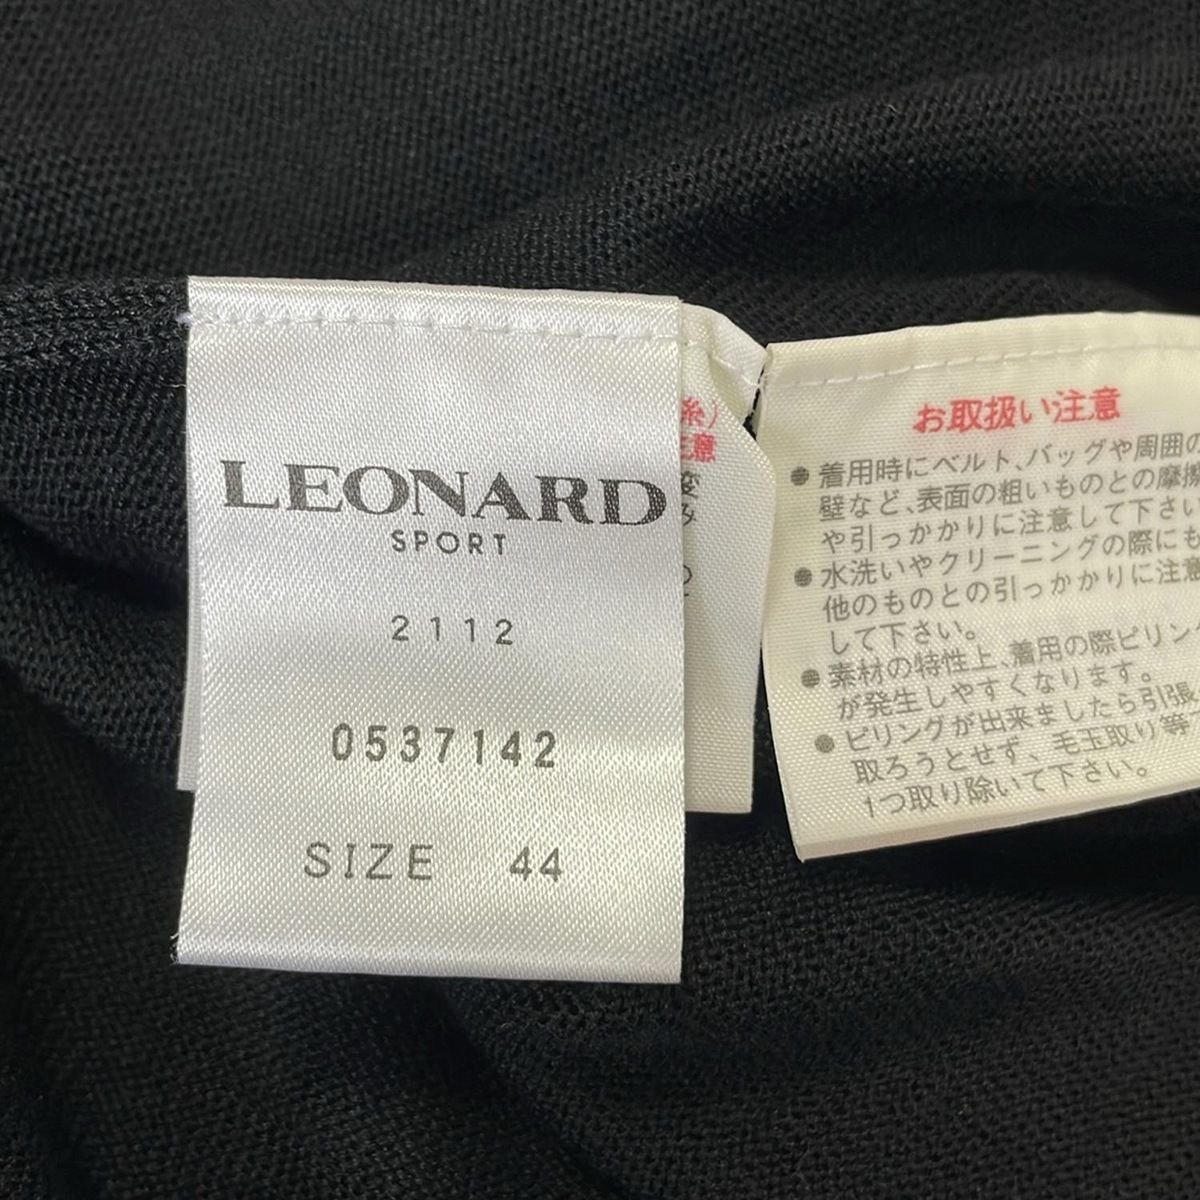 LEONARD
SPORT
2112
0537142
SIZE 44
糸)
注意
変
み
お取扱い注意
●着用時にベルト、バッグや周囲の
壁など、表面の粗いものとの摩擦
や引っかかりに注意して下さい
●水洗いやクリーニングの際にも
他のものとの引っかかりに注意
して下さい。
●素材の特性上、着用の際ピリン
が発生しやすくなります。
●ピリングが出来ましたら引張
取ろうとせず、毛玉取り等
1つ取り除いて下さい。